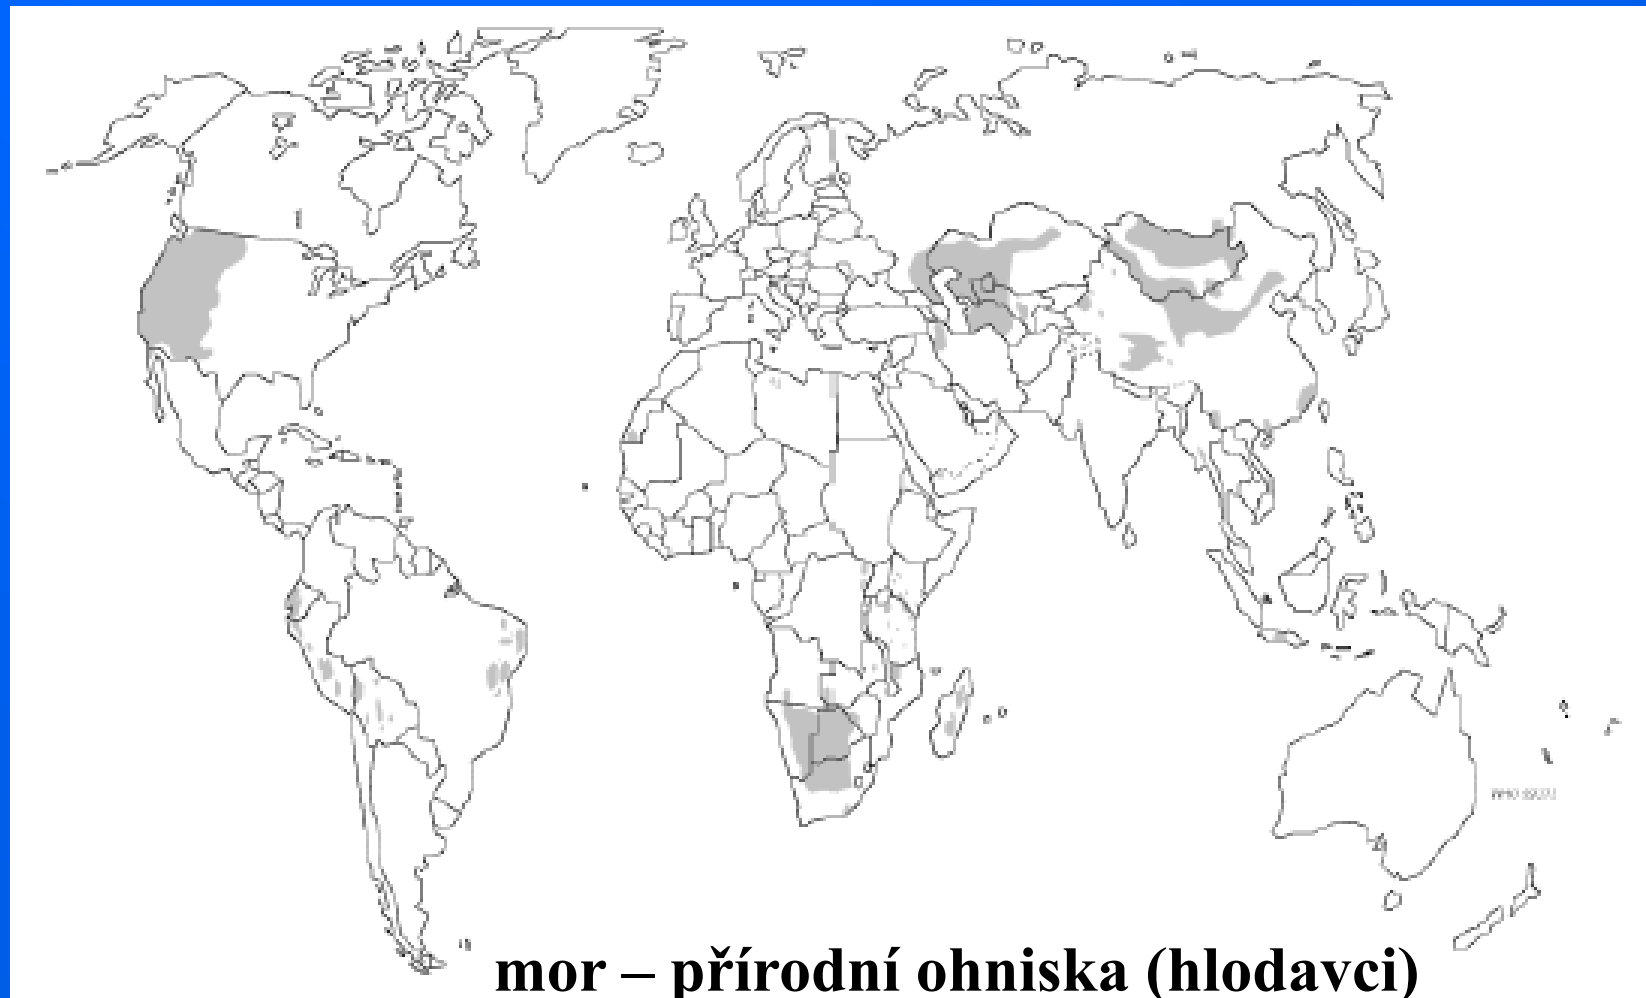 mor – přírodní ohniska (hlodavci)